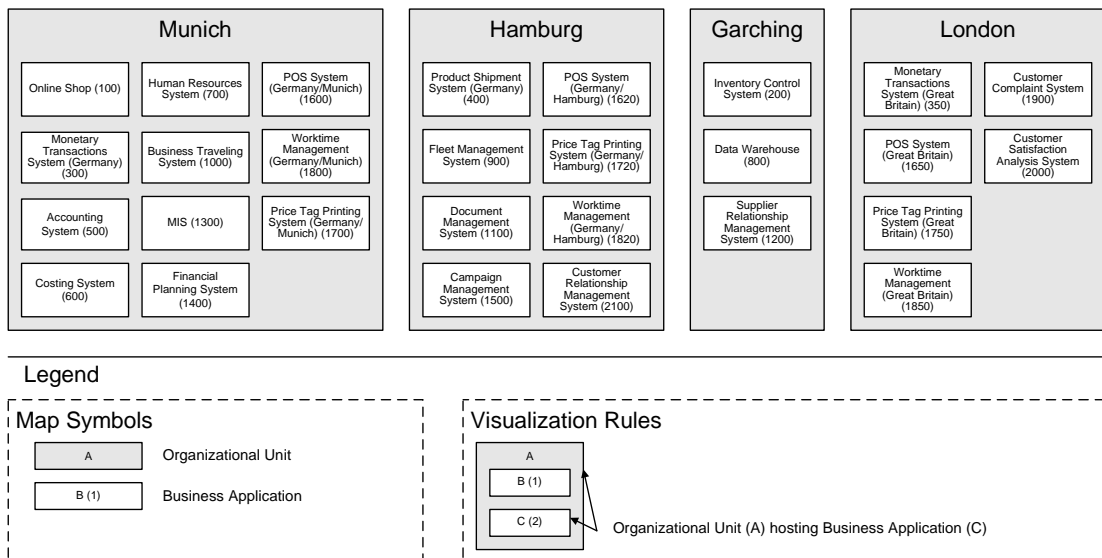 Munich
Online Shop (100)
Human Resources
System (700)
POS System
(Germany/Munich)
(1600)
Monetary
Transactions
System (Germany)
(300)
Business Traveling
System (1000)
Worktime
Management
(Germany/Munich)
(1800)
Accounting
System (500)
MIS (1300)
Price Tag Printing
System (Germany/
Munich) (1700)
Costing System
(600)
Financial
Planning System
(1400)
Hamburg
Product Shipment
System (Germany)
(400)
POS System
(Germany/
Hamburg) (1620)
Fleet Management
System (900)
Price Tag Printing
System (Germany/
Hamburg) (1720)
Document
Management
System (1100)
Worktime
Management
(Germany/
Hamburg) (1820)
Campaign
Management
System (1500)
Customer
Relationship
Management
System (2100)
Garching
Inventory Control
System (200)
Data Warehouse
(800)
Supplier
Relationship
Management
System (1200)
London
Monetary
Transactions
System (Great
Britain) (350)
Customer
Complaint System
(1900)
POS System
(Great Britain)
(1650)
Customer
Satisfaction
Analysis System
(2000)
Price Tag Printing
System (Great
Britain) (1750)
Worktime
Management
(Great Britain)
(1850)
Legend
Map Symbols
A
Organizational Unit
B (1)
Business Application
Visualization Rules
A
B (1)
C (2)
Organizational Unit (A) hosting Business Application (C)